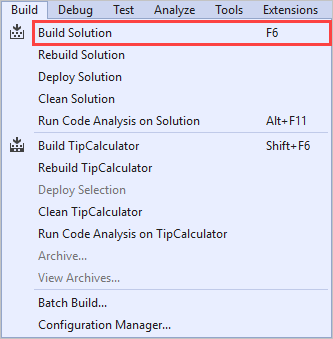 Build Debug Test Analyze Tools Extensions
Build Solution F6
Rebuild Solution
Deploy Solution
Clean Solution
Run Code Analysis on Solution Alt+F11
Build TipCalculator Shift+F6
Rebuild TipCalculator
Deploy Selection
Clean TipCalculator
Run Code Analysis on TipCalculator
Archive...
View Archives...
Batch Build...
Configuration Manager...